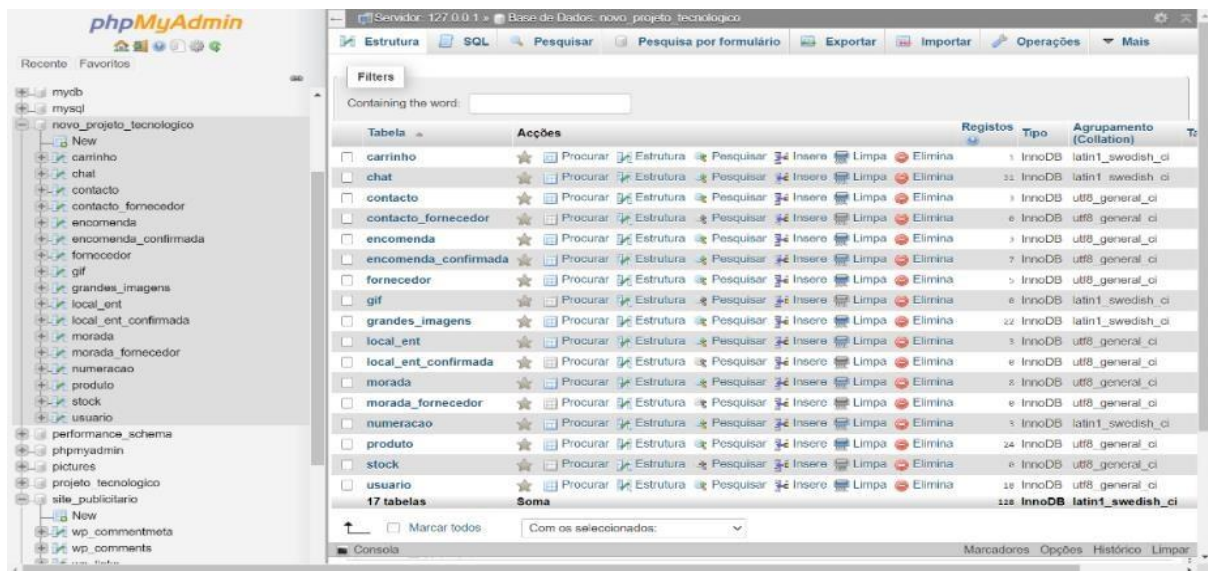 phpMyAdmin
Recente Favoritos
mydb
mysql
novo_projeto_tecnologico
New
carrinho
chat
contacto
contacto_fornecedor
encomenda
encomenda_confirmada
fornecedor
gif
grandes_imagens
local_ent
local_ent_confirmada
morada
morada_fornecedor
numeracao
produto
stock
usuario
performance_schema
phpmyadmin
pictures
projeto_tecnologico
site_publicitario
New
wp_commentmeta
wp_comments
Servidor: 127.0.0.1 » Base de Dados: novo_projeto_tecnologico
Estrutura SQL Pesquisar Pesquisa por formulário Exportar Importar Operações Mais
Filters
Containing the word:
Tabela Acções Registos Tipo Agrupamento (Collation)
carrinho Procurar Estrutura Pesquisar Insere Limpa Elimina InnoDB latin1_swedish_ci
chat Procurar Estrutura Pesquisar Insere Limpa Elimina InnoDB latin1_swedish_ci
contacto Procurar Estrutura Pesquisar Insere Limpa Elimina InnoDB utf8_general_ci
contacto_fornecedor Procurar Estrutura Pesquisar Insere Limpa Elimina InnoDB utf8_general_ci
encomenda Procurar Estrutura Pesquisar Insere Limpa Elimina InnoDB utf8_general_ci
encomenda_confirmada Procurar Estrutura Pesquisar Insere Limpa Elimina 7 InnoDB utf8_general_ci
fornecedor Procurar Estrutura Pesquisar Insere Limpa Elimina InnoDB utf8_general_ci
gif Procurar Estrutura Pesquisar Insere Limpa Elimina InnoDB latin1_swedish_ci
grandes_imagens Procurar Estrutura Pesquisar Insere Limpa Elimina 22 InnoDB latin1_swedish_ci
local_ent Procurar Estrutura Pesquisar Insere Limpa Elimina InnoDB utf8_general_ci
local_ent_confirmada Procurar Estrutura Pesquisar Insere Limpa Elimina InnoDB utf8_general_ci
morada Procurar Estrutura Pesquisar Insere Limpa Elimina InnoDB utf8_general_ci
morada_fornecedor Procurar Estrutura Pesquisar Insere Limpa Elimina InnoDB utf8_general_ci
numeracao Procurar Estrutura Pesquisar Insere Limpa Elimina InnoDB latin1_swedish_ci
produto Procurar Estrutura Pesquisar Insere Limpa Elimina 24 InnoDB utf8_general_ci
stock Procurar Estrutura Pesquisar Insere Limpa Elimina InnoDB utf8_general_ci
usuario Procurar Estrutura Pesquisar Insere Limpa Elimina InnoDB utf8_general_ci
17 tabelas Soma 128 InnoDB latin1_swedish_ci
Marcar todos Com os seleccionados:
Consola Marcadores Opções Histórico Limpar